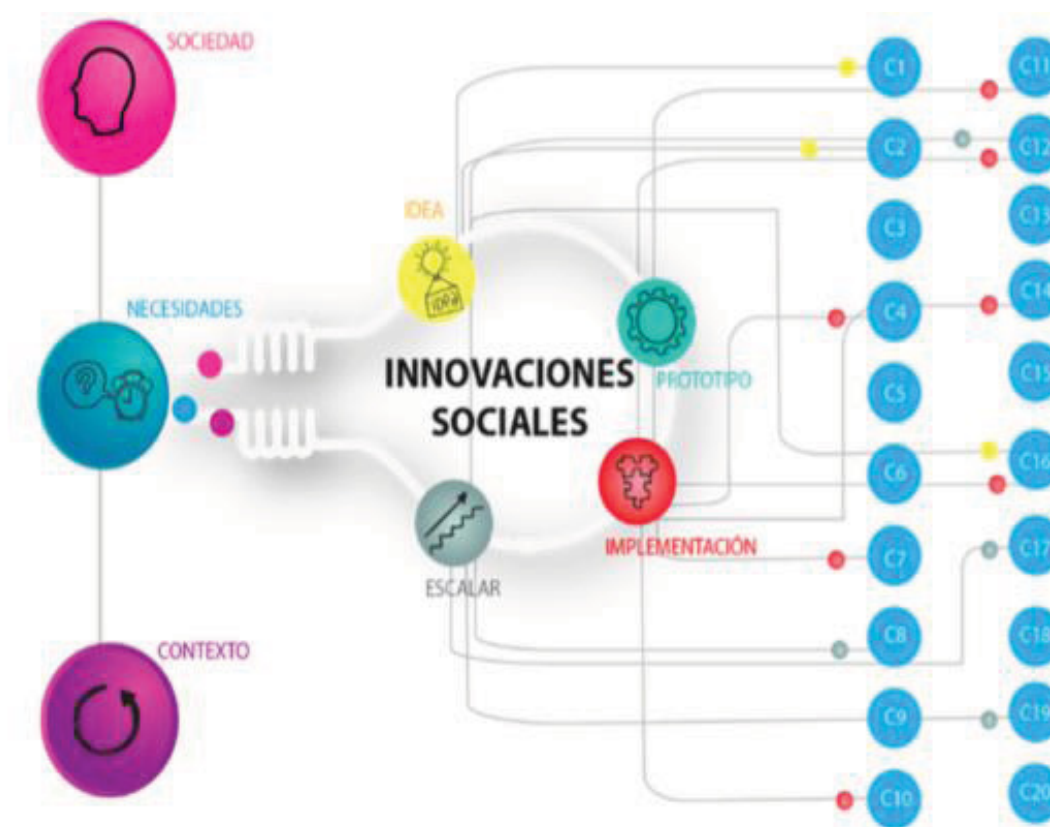 SOCIEDAD
NECESIDADES
CONTEXTO
IDEA
IDEA
PROTOTIPO
INNOVACIONES
SOCIALES
IMPLEMENTACIÓN
ESCALAR
C1
C2
C3
C4
C5
C6
C7
C8
C9
C10
C11
C12
C13
C14
C15
C16
C17
C18
C19
C20